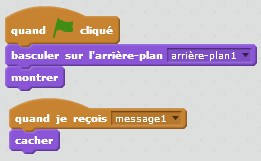 quand cliqué
basculer sur l'arrière-plan arrière-plan1
montrer
quand je reçois message1
cacher